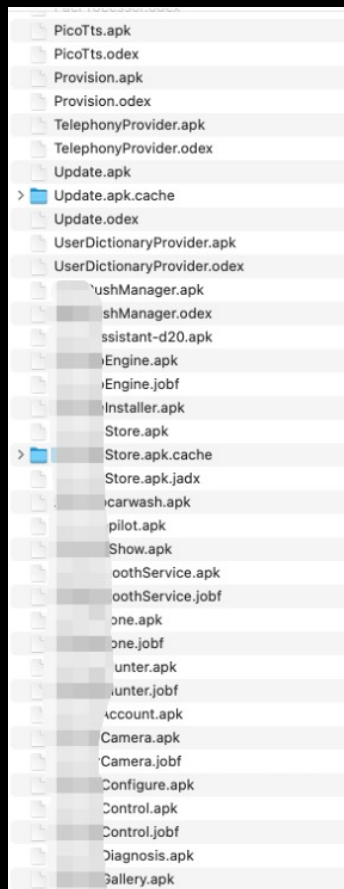 PicoTts.apk
PicoTts.odex
Provision.apk
Provision.odex
TelephonyProvider.apk
TelephonyProvider.odex
Update.apk
Update.apk.cache
Update.odex
UserDictionaryProvider.apk
UserDictionaryProvider.odex
ushManager.apk
shManager.odex
ssistant-d20.apk
Engine.apk
Engine.jobf
Installer.apk
Store.apk
Store.apk.cache
Store.apk.jadx
carwash.apk
pilot.apk
Show.apk
oothService.apk
oothService.jobf
one.apk
one.jobf
unter.apk
unter.jobf
Account.apk
Camera.apk
Camera.jobf
Configure.apk
Control.apk
Control.jobf
Diagnosis.apk
Gallery.apk